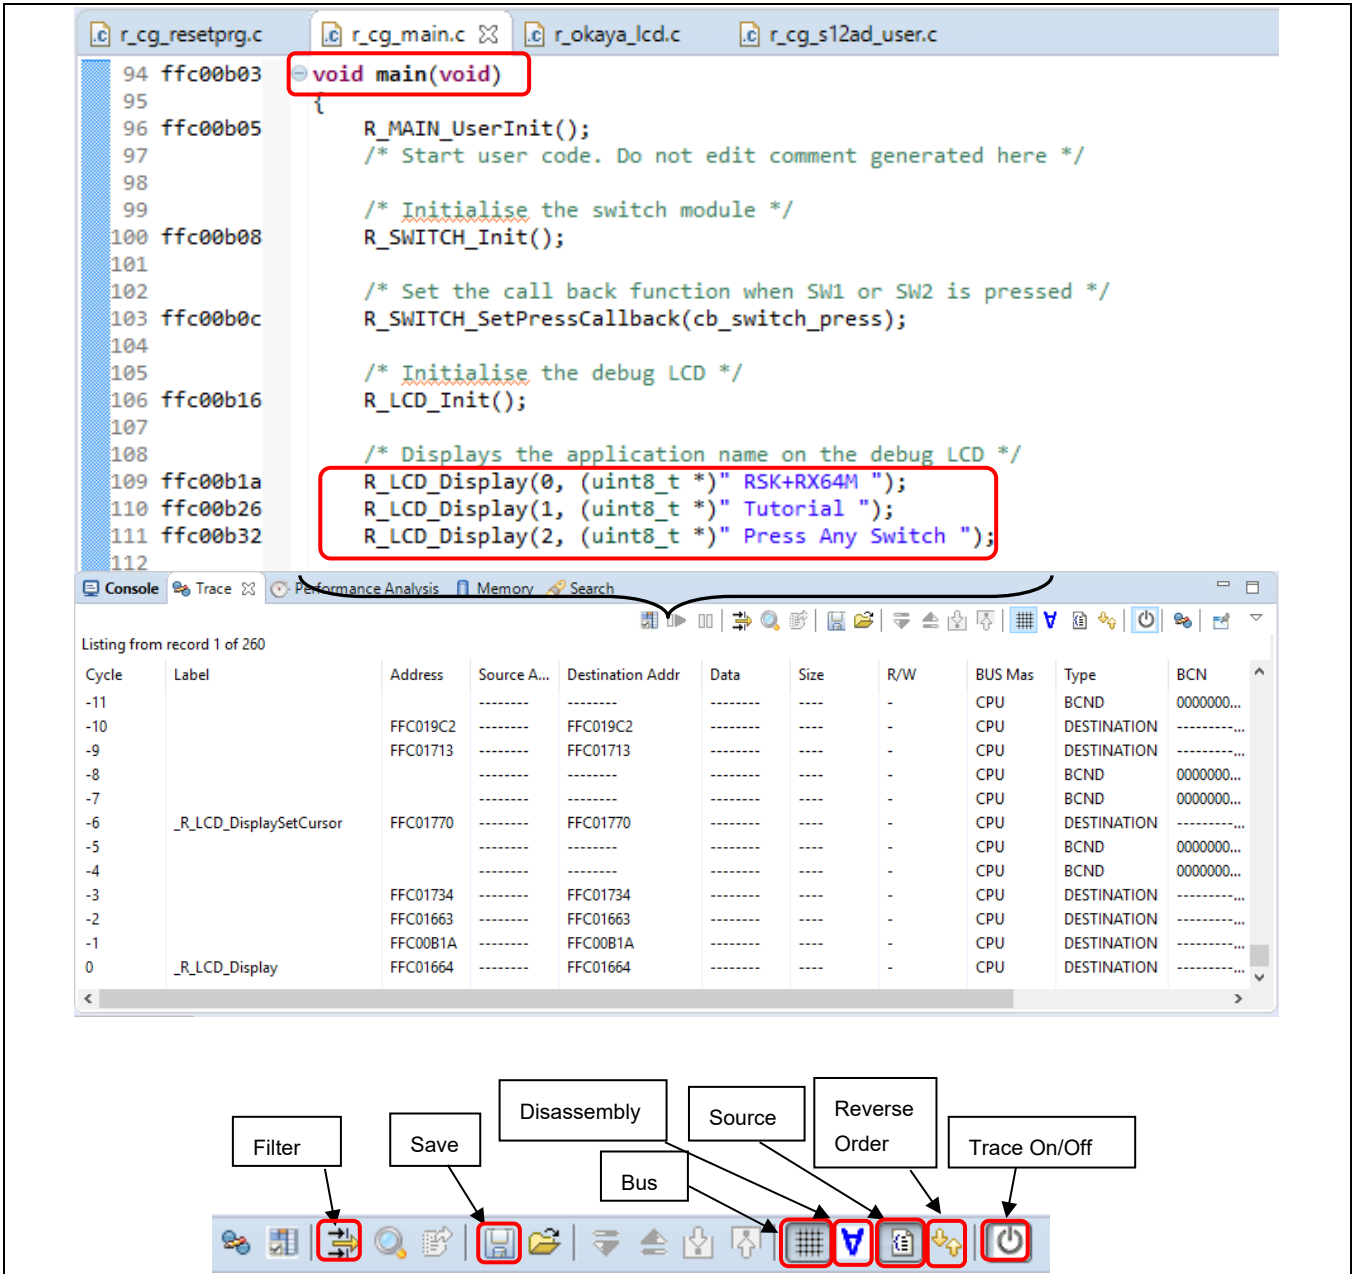 r_cg_resetprg.c r_cg_main.c r_okaya_lcd.c r_cg_s12ad_user.c
94 ffc00b03 void main(void)
95 {
96 ffc00b05 R_MAIN_UserInit();
97 /* Start user code. Do not edit comment generated here */
98
99 /* Initialise the switch module */
100 ffc00b08 R_SWITCH_Init();
101
102 /* Set the call back function when SW1 or SW2 is pressed */
103 ffc00b0c R_SWITCH_SetPressCallback(cb_switch_press);
104
105 /* Initialise the debug LCD */
106 ffc00b16 R_LCD_Init();
107
108 /* Displays the application name on the debug LCD */
109 ffc00b1a R_LCD_Display(0, (uint8_t *)" RSK+RX64M ");
110 ffc00b26 R_LCD_Display(1, (uint8_t *)" Tutorial ");
111 ffc00b32 R_LCD_Display(2, (uint8_t *)" Press Any Switch ");
112
Console Trace Performance Analysis Memory Search
Listing from record 1 of 260
Cycle Label Address Source A... Destination Addr Data Size R/W BUS Mas Type BCN
-11 -------- -------- -------- ---- - CPU BCND 0000000...
-10 FFC019C2 -------- FFC019C2 -------- ---- - CPU DESTINATION ---------...
-9 FFC01713 -------- FFC01713 -------- ---- - CPU DESTINATION ---------...
-8 -------- -------- -------- ---- - CPU BCND 0000000...
-7 -------- -------- -------- ---- - CPU BCND 0000000...
-6 _R_LCD_DisplaySetCursor FFC01770 -------- FFC01770 -------- ---- - CPU DESTINATION ---------...
-5 -------- -------- -------- ---- - CPU BCND 0000000...
-4 -------- -------- -------- ---- - CPU BCND 0000000...
-3 FFC01734 -------- FFC01734 -------- ---- - CPU DESTINATION ---------...
-2 FFC01663 -------- FFC01663 -------- ---- - CPU DESTINATION ---------...
-1 FFC00B1A -------- FFC00B1A -------- ---- - CPU DESTINATION ---------...
0 _R_LCD_Display FFC01664 -------- FFC01664 -------- ---- - CPU DESTINATION ---------...
Filter
Save
Disassembly
Bus
Source
Reverse
Order
Trace On/Off